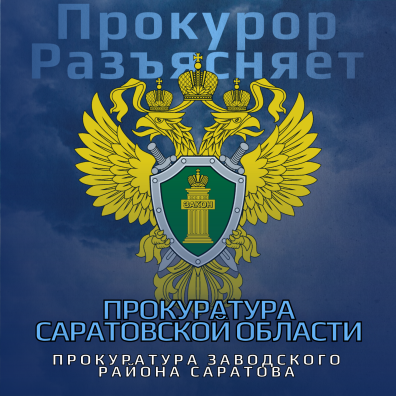 Прокурор
Разъясняет
ЗАКОН
ПРОКУРАТУРА
САРАТОВСКОЙ ОБЛАСТИ
ПРОКУРАТУРА ЗАВОДСКОГО
РАЙОНА САРАТОВА